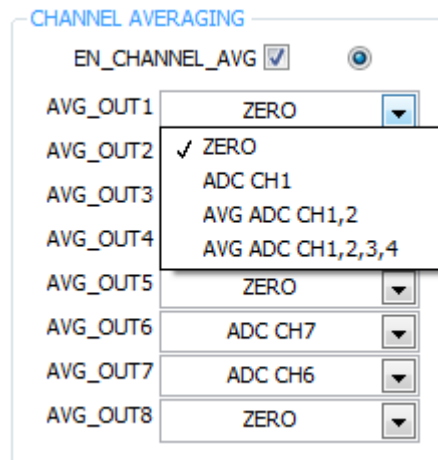 CHANNEL AVERAGING
EN_CHANNEL_AVG
AVG_OUT1 ZERO
AVG_OUT2 ZERO
AVG_OUT3 ADC CH1
AVG ADC CH1,2
AVG_OUT4 AVG ADC CH1,2,3,4
AVG_OUT5 ZERO
AVG_OUT6 ADC CH7
AVG_OUT7 ADC CH6
AVG_OUT8 ZERO